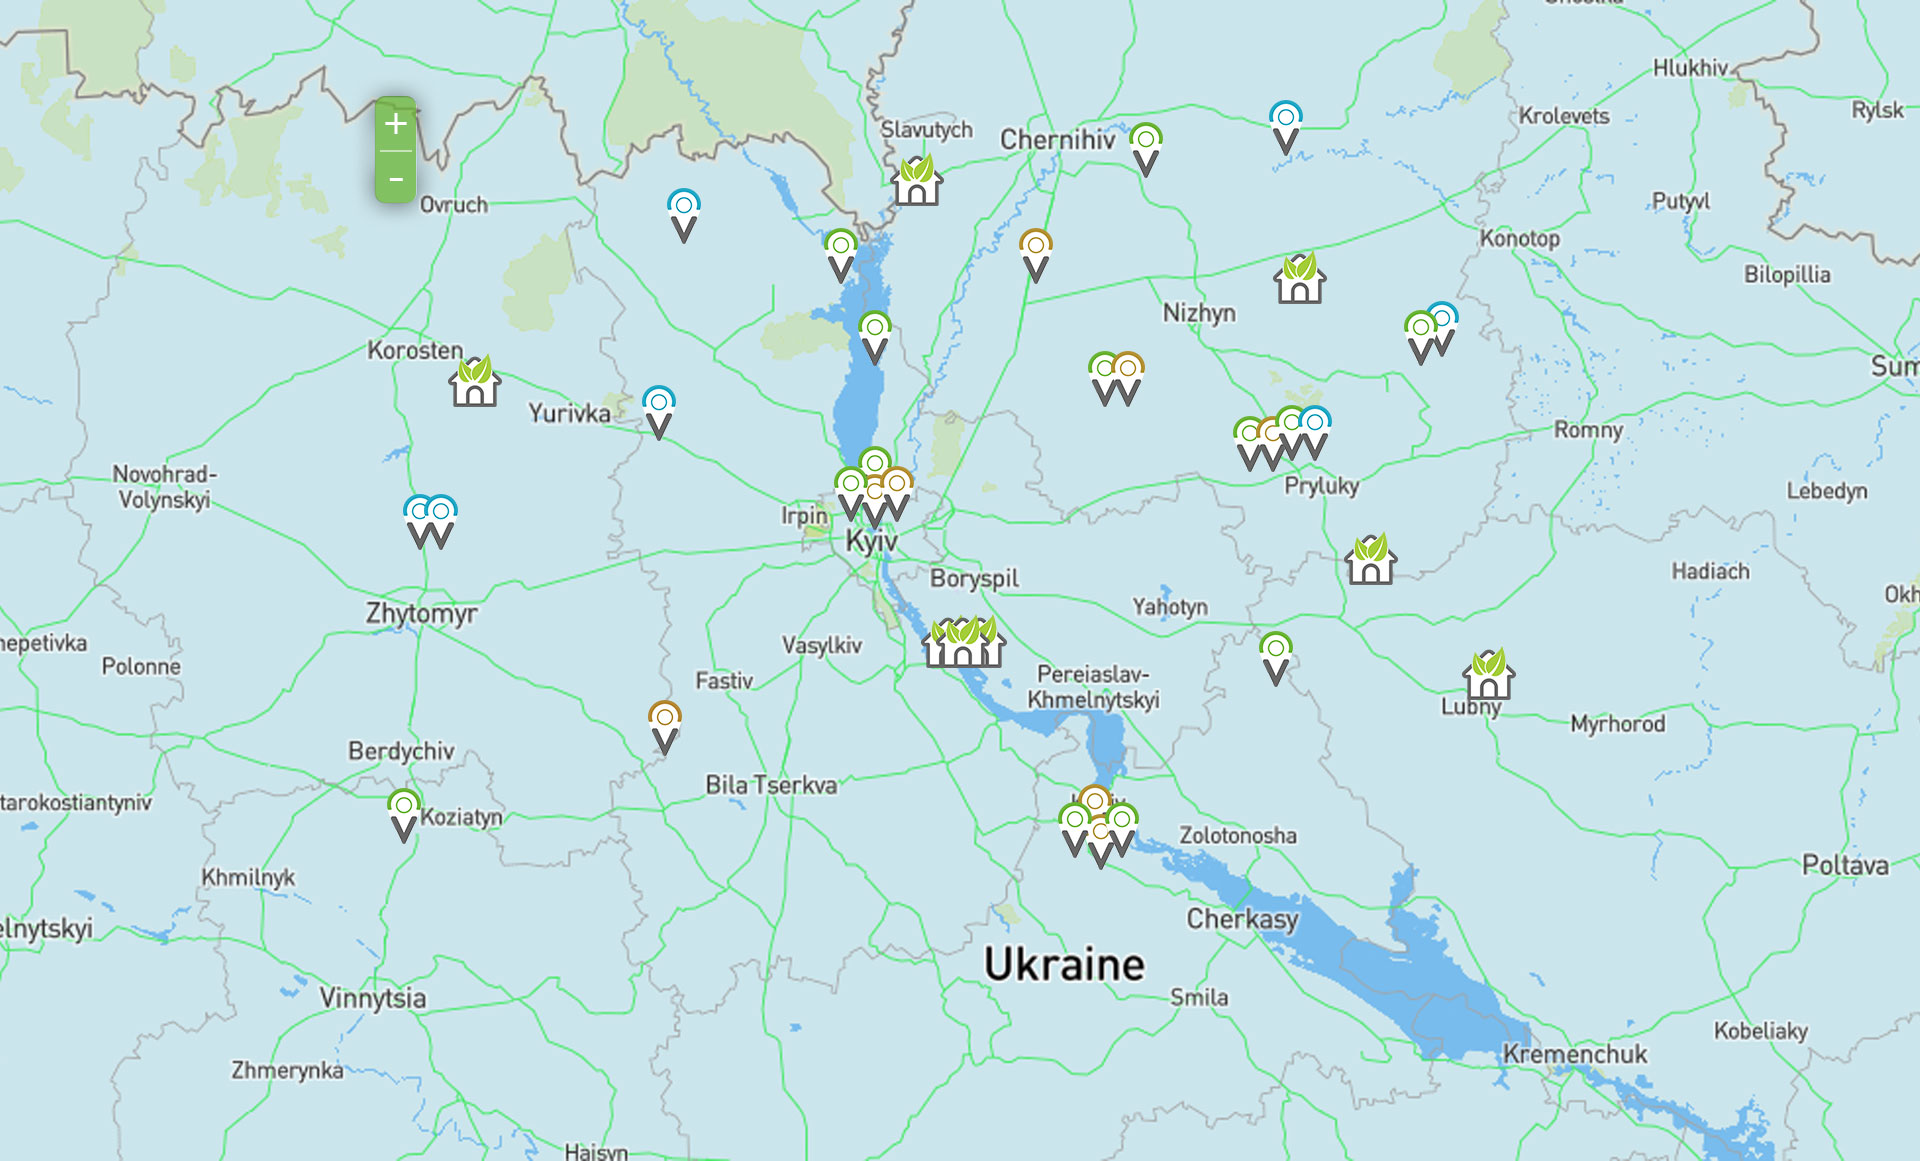 Hlukhiv
Rylsk
Krolevets
Slavutych
Chernihiv
+
-
Ovruch
Putyvl
Konotop
Bilopillia
Nizhyn
Korosten
Sum
Yurivka
Romny
Novohrad-
Volynskyi
Pryluky
Lebedyn
Irpin
Kyiv
Boryspil
Hadiach
Okh
Yahotyn
Zhytomyr
nepetivka
Polonne
Vasylkiv
Fastiv
Pereiaslav-
Khmelnytskyi
Lubny
Myrhorod
Berdychiv
Bila Tserkva
tarokostiantyniv
Koziatyn
Zolotonosha
Poltava
Khmilnyk
elnytskyi
Cherkasy
Ukraine
Vinnytsia
Smila
Kobeliaky
Kremenchuk
Zhmerynka
Haisyn